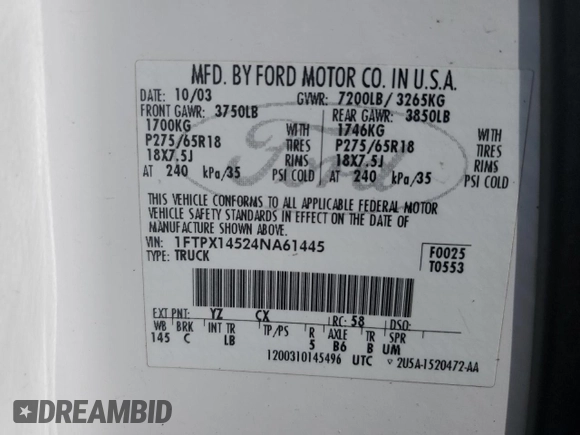 MFD. BY FORD MOTOR CO. IN U.S.A.
DATE: 10/03 GVWR: 7200LB/ 3265KG
FRONT GAWR: 3750LB REAR GAWR: 3850LB
1700KG WITH 1746KG WITH
P275/65R18 TIRES P275/65R18 TIRES
18X7.5J RIMS 18X7.5J RIMS
AT 240 kPa/35 PSI COLD AT 240 kPa/35 PSI COLD
THIS VEHICLE CONFORMS TO ALL APPLICABLE FEDERAL MOTOR
VEHICLE SAFETY STANDARDS IN EFFECT ON THE DATE OF
MANUFACTURE SHOWN ABOVE.
VIN: 1FTPX14524NA61445 F0025
TYPE: TRUCK T0553
EXT PNT: YZ CX RC: 58 DSO:
WB BRK INT TR TP/PS R AXLE TR SPR
145 C LB 5 B6 B UM
1200310145496 UTC 2U5A-1520472-AA
Ford
DREAMBID